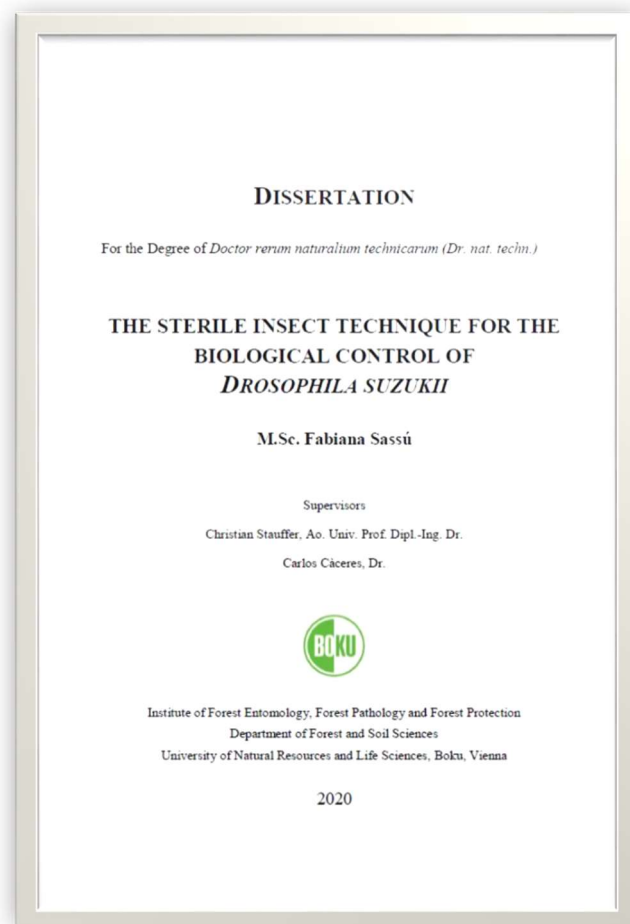 DISSERTATION
For the Degree of Doctor rerum naturalium technicarum (Dr. nat. techn.)
THE STERILE INSECT TECHNIQUE FOR THE
BIOLOGICAL CONTROL OF
DROSOPHILA SUZUKII
M.Sc. Fabiana Sassú
Supervisors
Christian Stauffer, Ao. Univ. Prof. Dipl.-Ing. Dr.
Carlos Cáceres, Dr.
BOKU
Institute of Forest Entomology, Forest Pathology and Forest Protection
Department of Forest and Soil Sciences
University of Natural Resources and Life Sciences, Boku, Vienna
2020